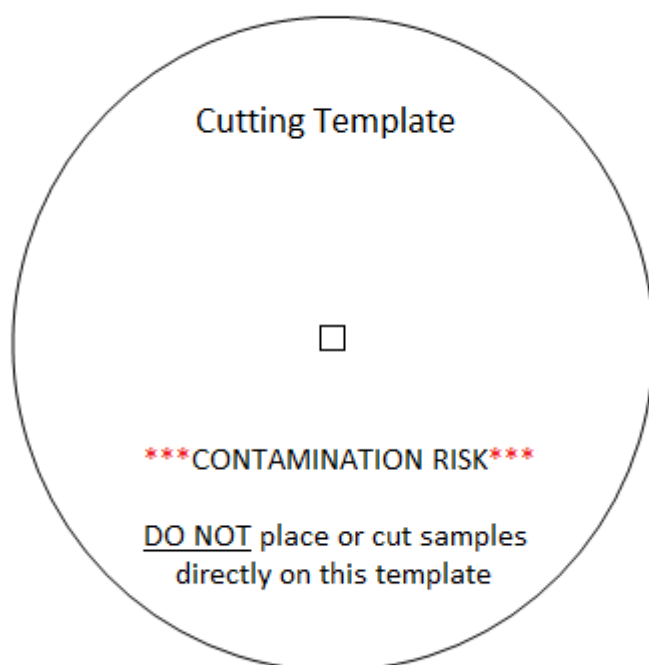 Cutting Template
***CONTAMINATION RISK***
DO NOT place or cut samples
directly on this template